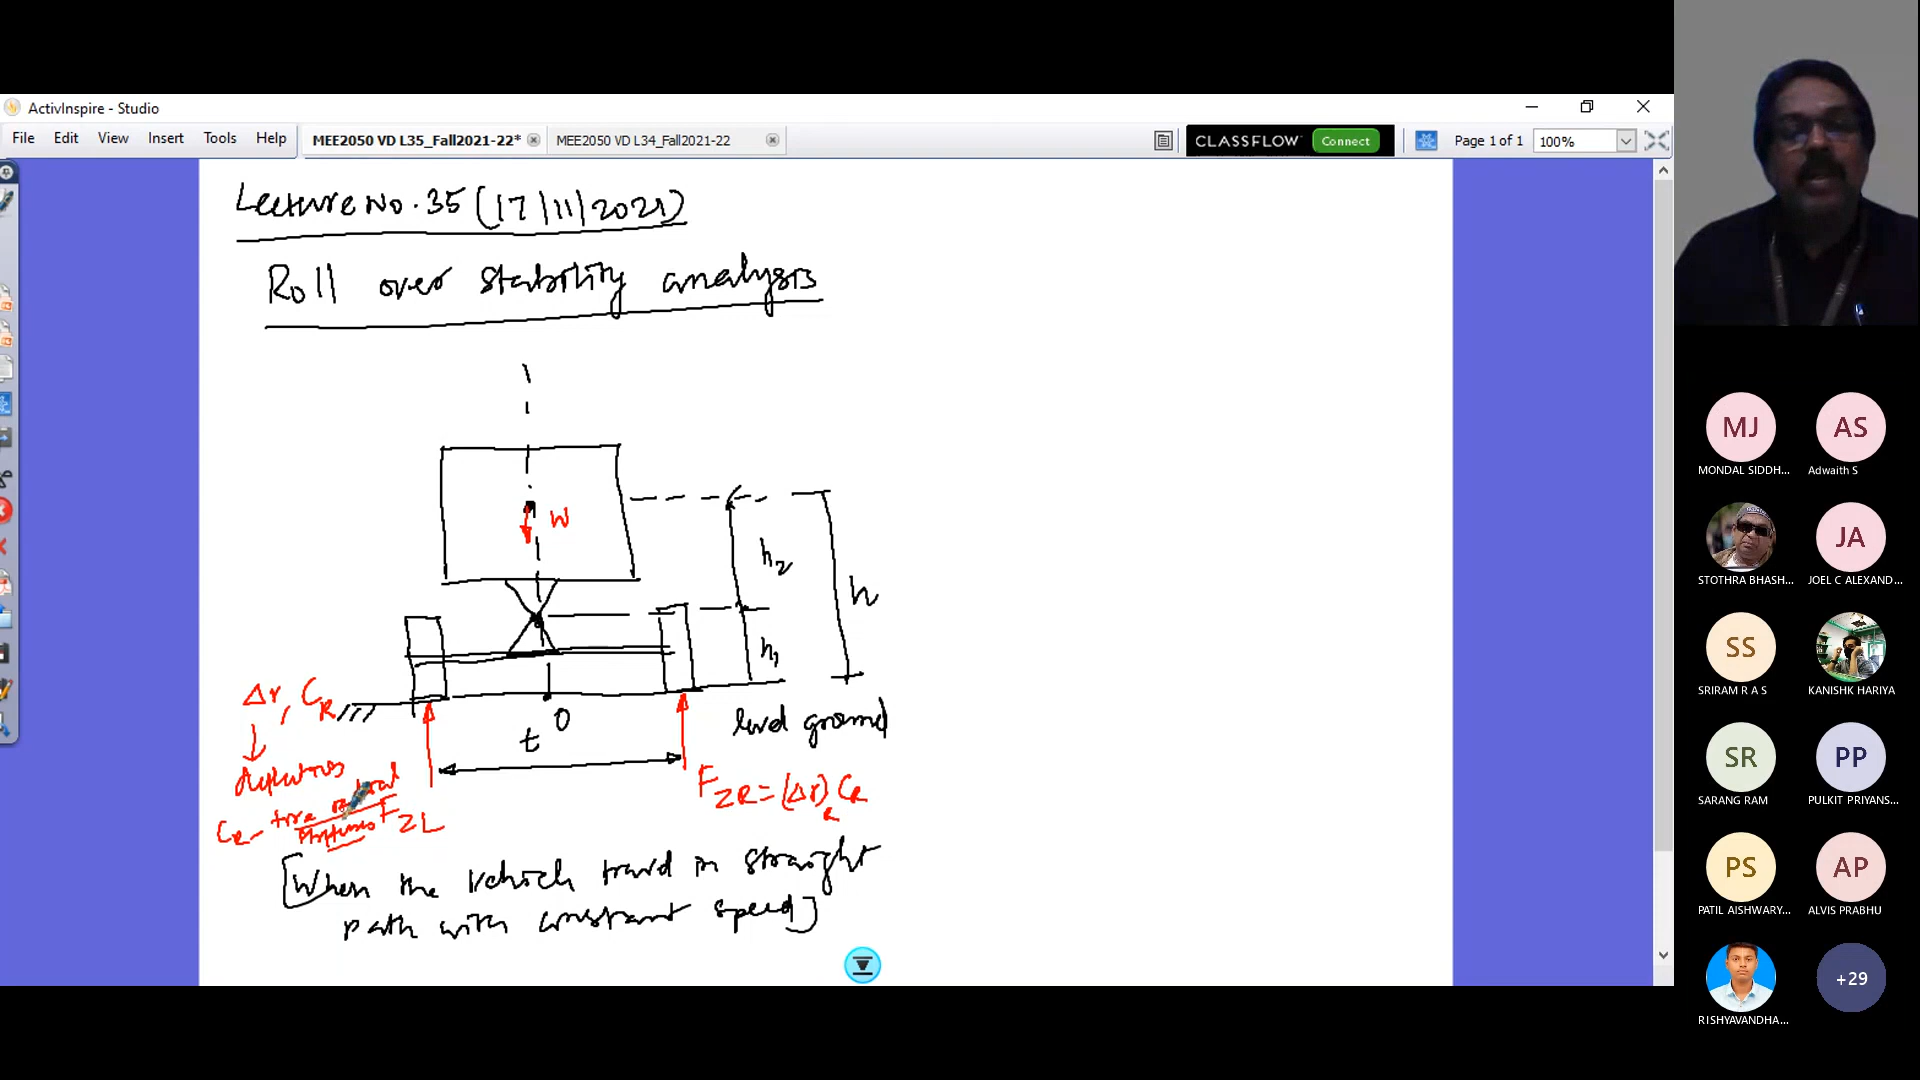 ActivInspire - Studio
File Edit View Insert Tools Help
MEE2050 VD L35_Fall2021-22*
MEE2050 VD L34_Fall2021-22
CLASSFLOW Connect
Page 1 of 1
100%
Lecture No. 35 (17/11/2021)
Roll over stability analysis
W
h2
h
h1
Δr, CR
O
t
level ground
FZR = (Δr)R CR
CR - tire radial
FZL
[When the vehicle travel in straight
path with constant speed]
MJ
MONDAL SIDDH...
AS
Adwaith S
STOTHRA BHASH...
JA
JOEL C ALEXAND...
SS
SRIRAM R A S
KANISHK HARIYA
SR
SARANG RAM
PP
PULKIT PRIYANS...
PS
PATIL AISHWARY...
AP
ALVIS PRABHU
RISHYAVANDHA...
+29